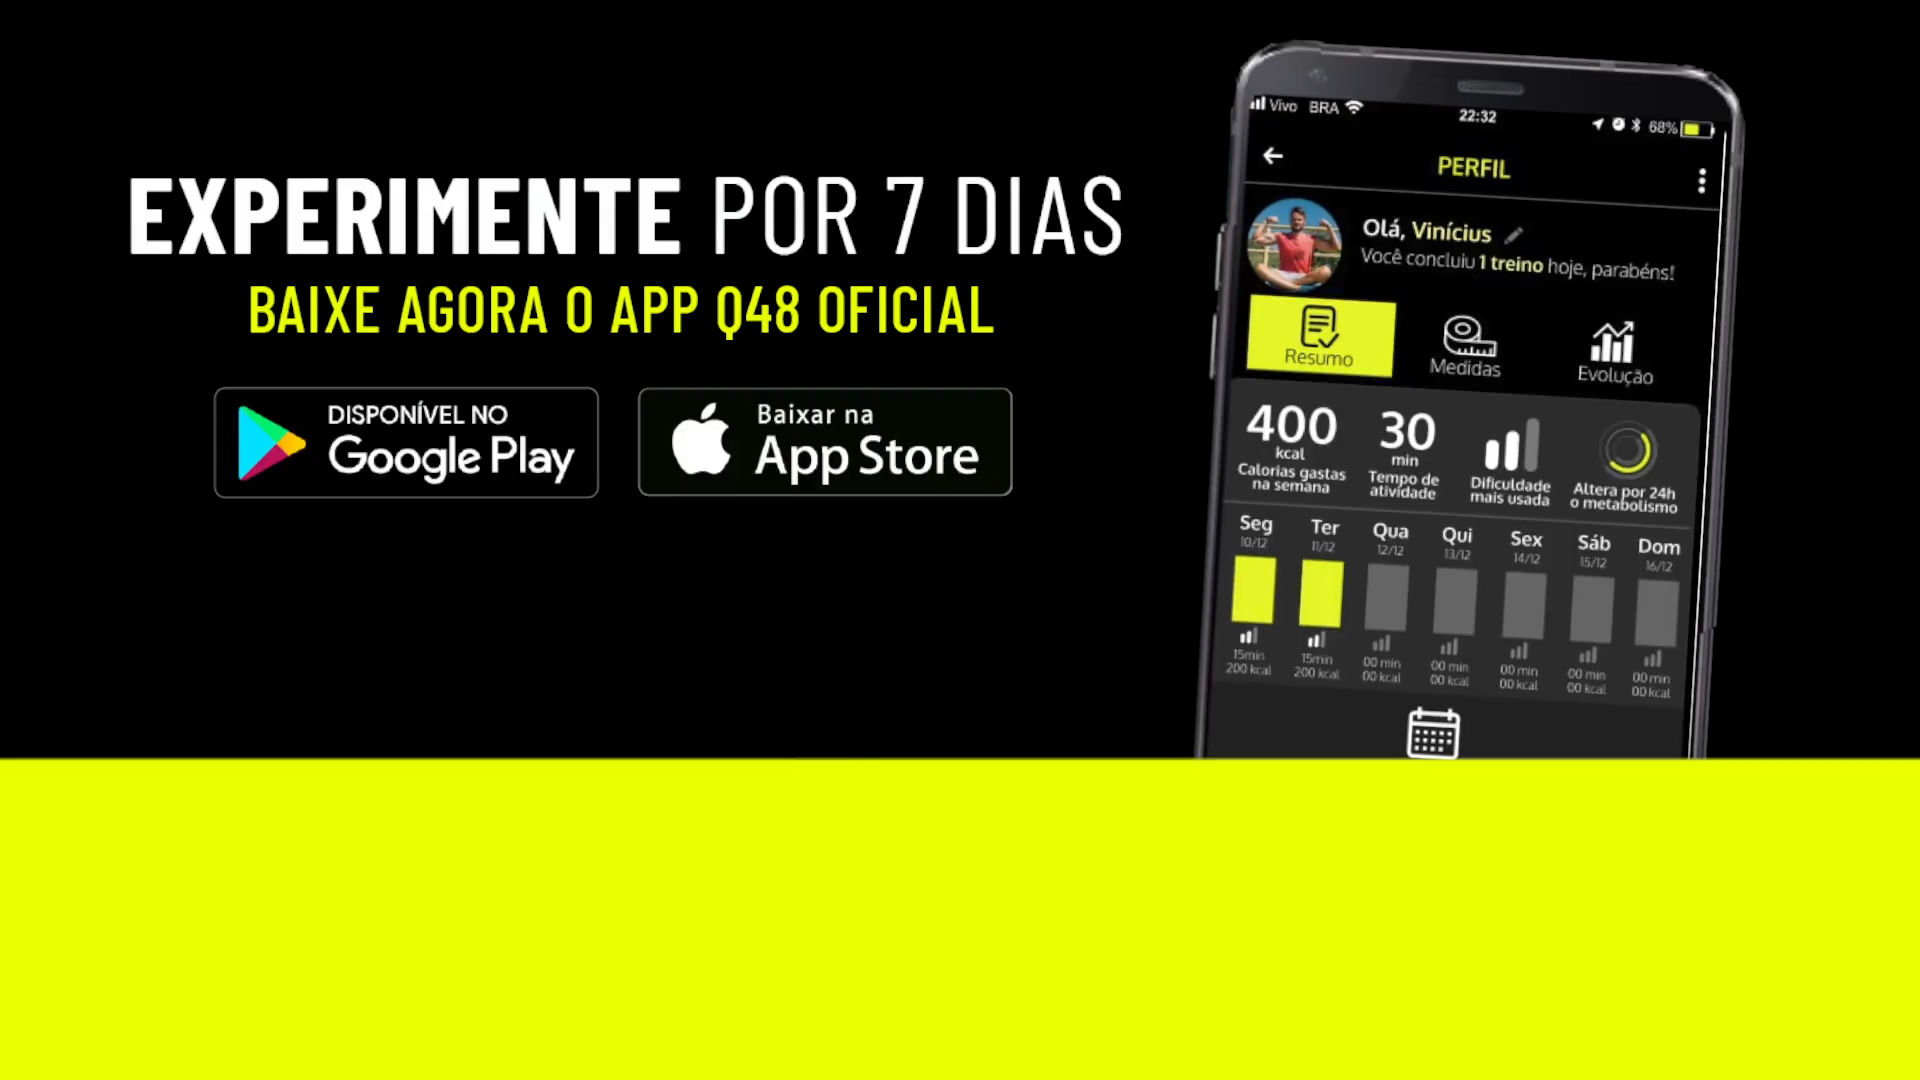 EXPERIMENTE POR 7 DIAS
BAIXE AGORA O APP Q48 OFICIAL
DISPONÍVEL NO
Google Play
Baixar na
App Store
Vivo BRA 22:32 68%
PERFIL
Olá, Vinícius
Você concluiu 1 treino hoje, parabéns!
Resumo Medidas Evolução
400 30
kcal min
Calorias gastas na semana
Tempo de atividade
Dificuldade mais usada
Altera por 24h o metabolismo
Seg Ter Qua Qui Sex Sáb Dom
10/12 11/12 12/12 13/12 14/12 15/12 16/12
15min 15min 00 min 00 min 00 min 00 min 00 min
200 kcal 200 kcal 00 kcal 00 kcal 00 kcal 00 kcal 00 kcal